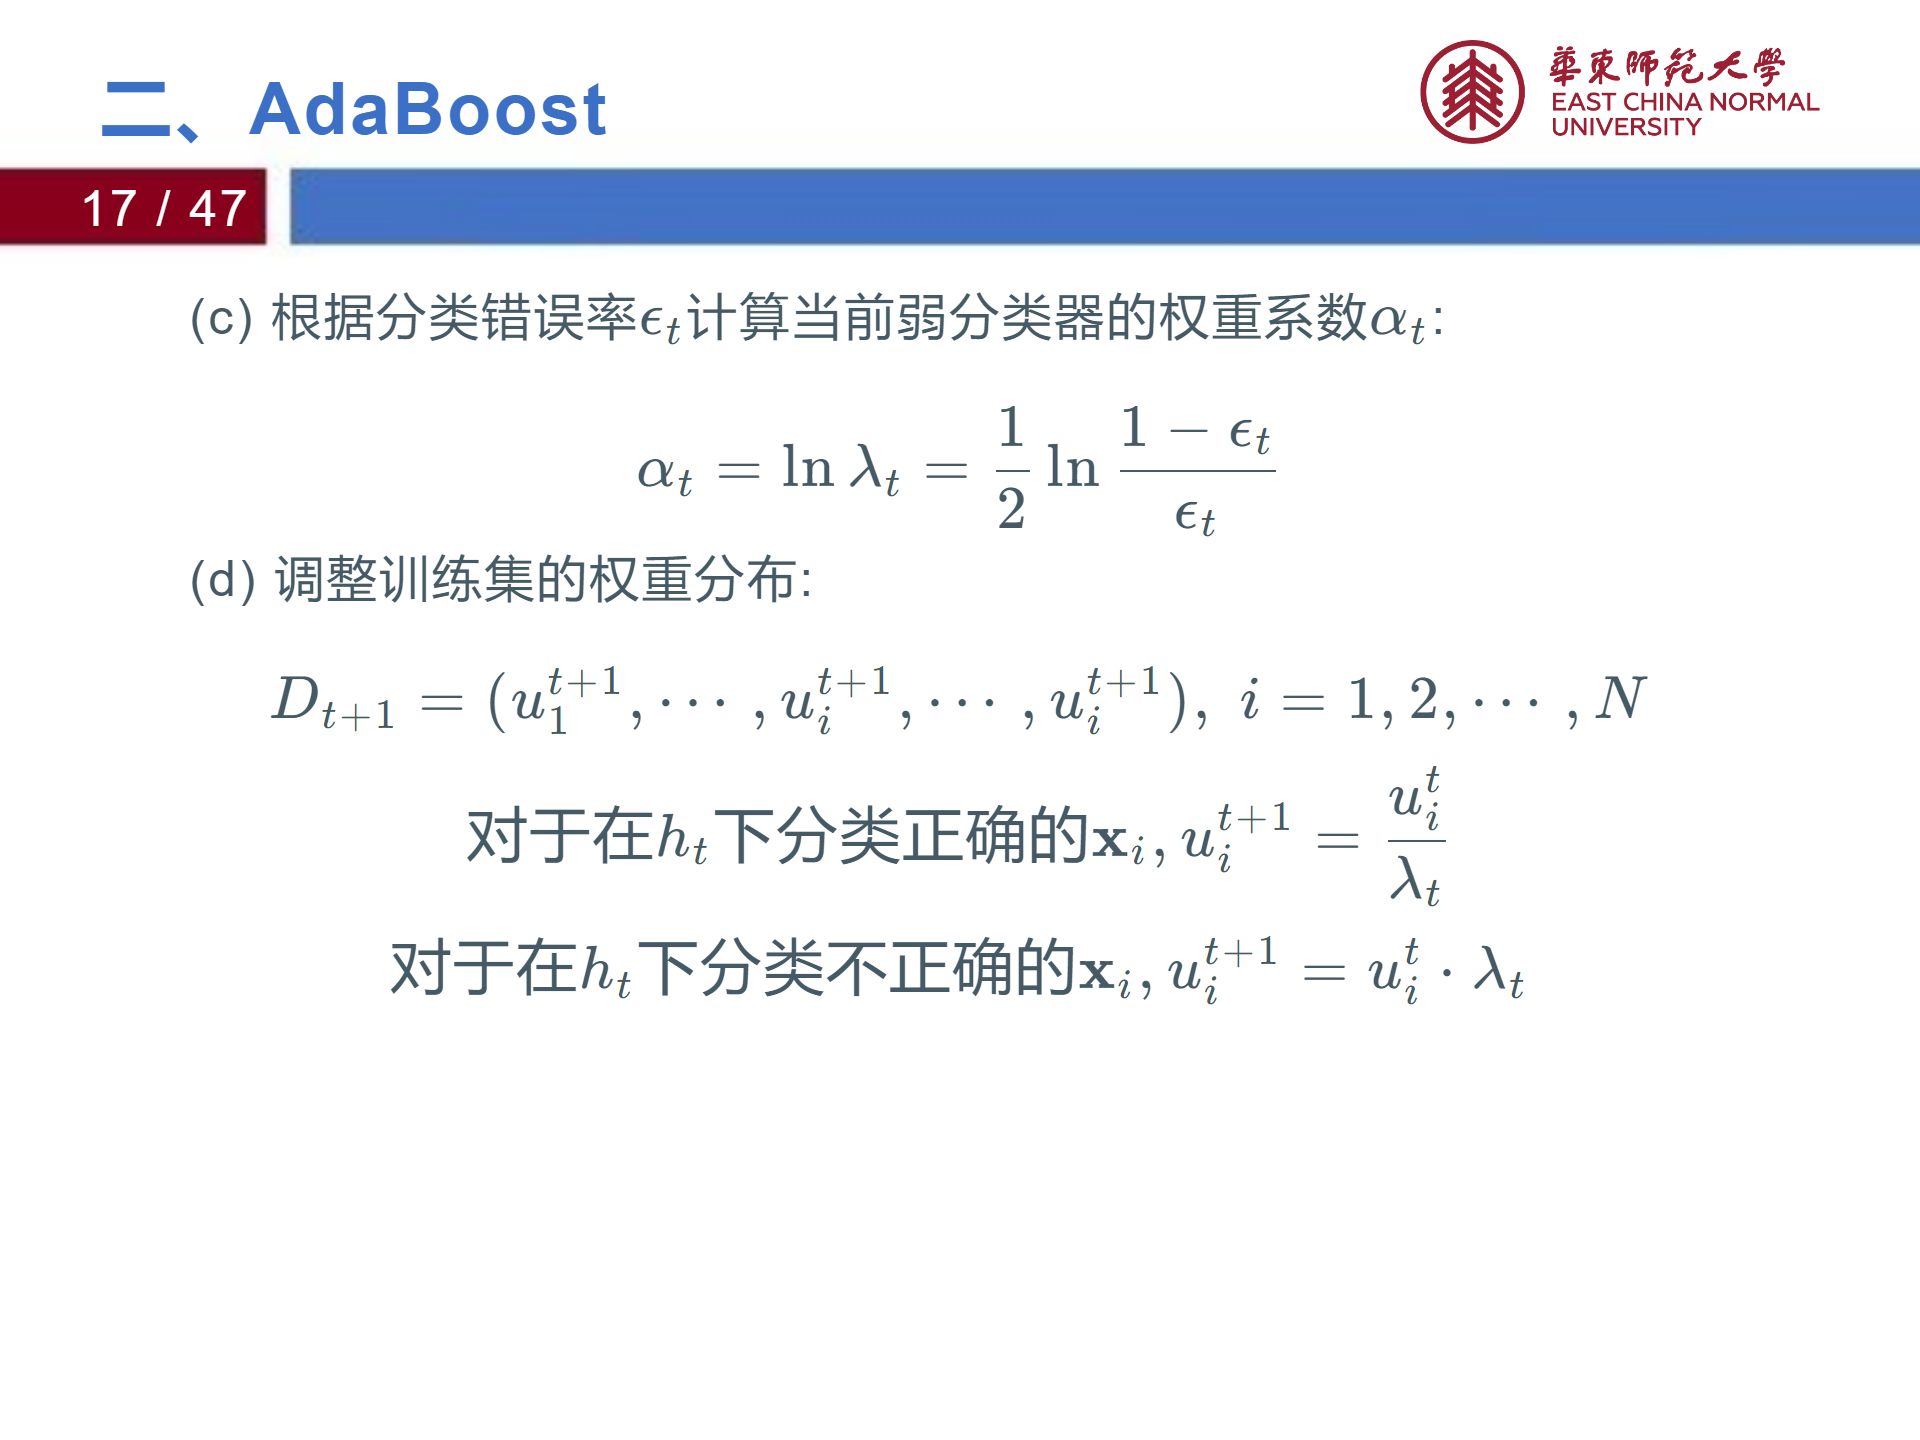 二、AdaBoost
華東師範大學
EAST CHINA NORMAL
UNIVERSITY
17 / 47
(c) 根据分类错误率ϵ_t计算当前弱分类器的权重系数α_t:
α_t = ln λ_t = \frac{1}{2} ln \frac{1 − ϵ_t}{ϵ_t}
(d) 调整训练集的权重分布:
D_{t+1} = (u_1^{t+1}, ⋯ , u_i^{t+1}, ⋯ , u_i^{t+1}), i = 1, 2, ⋯ , N
对于在h_t下分类正确的𝐱_i, u_i^{t+1} = \frac{u_i^t}{λ_t}
对于在h_t下分类不正确的𝐱_i, u_i^{t+1} = u_i^t · λ_t